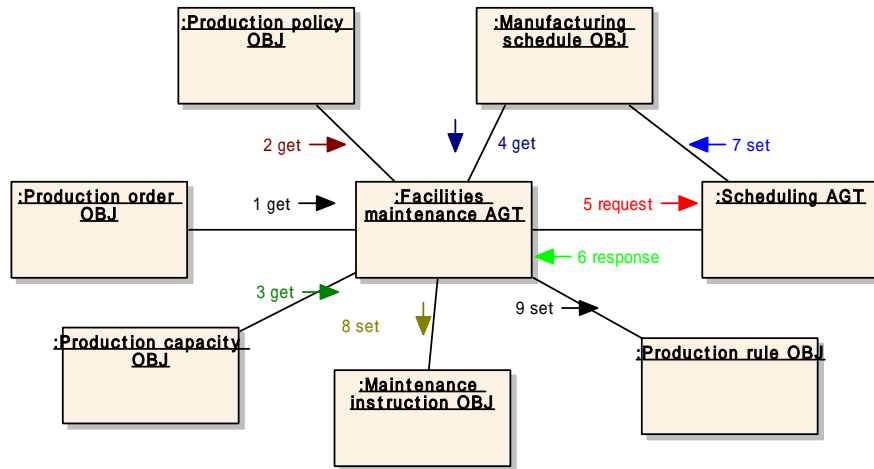 :Production policy
OBJ
:Manufacturing
schedule OBJ
2 get
4 get
7 set
:Production order
OBJ
1 get
:Facilities
maintenance AGT
5 request
:Scheduling AGT
6 response
3 get
8 set
9 set
:Production capacity
OBJ
:Maintenance
instruction OBJ
:Production rule OBJ